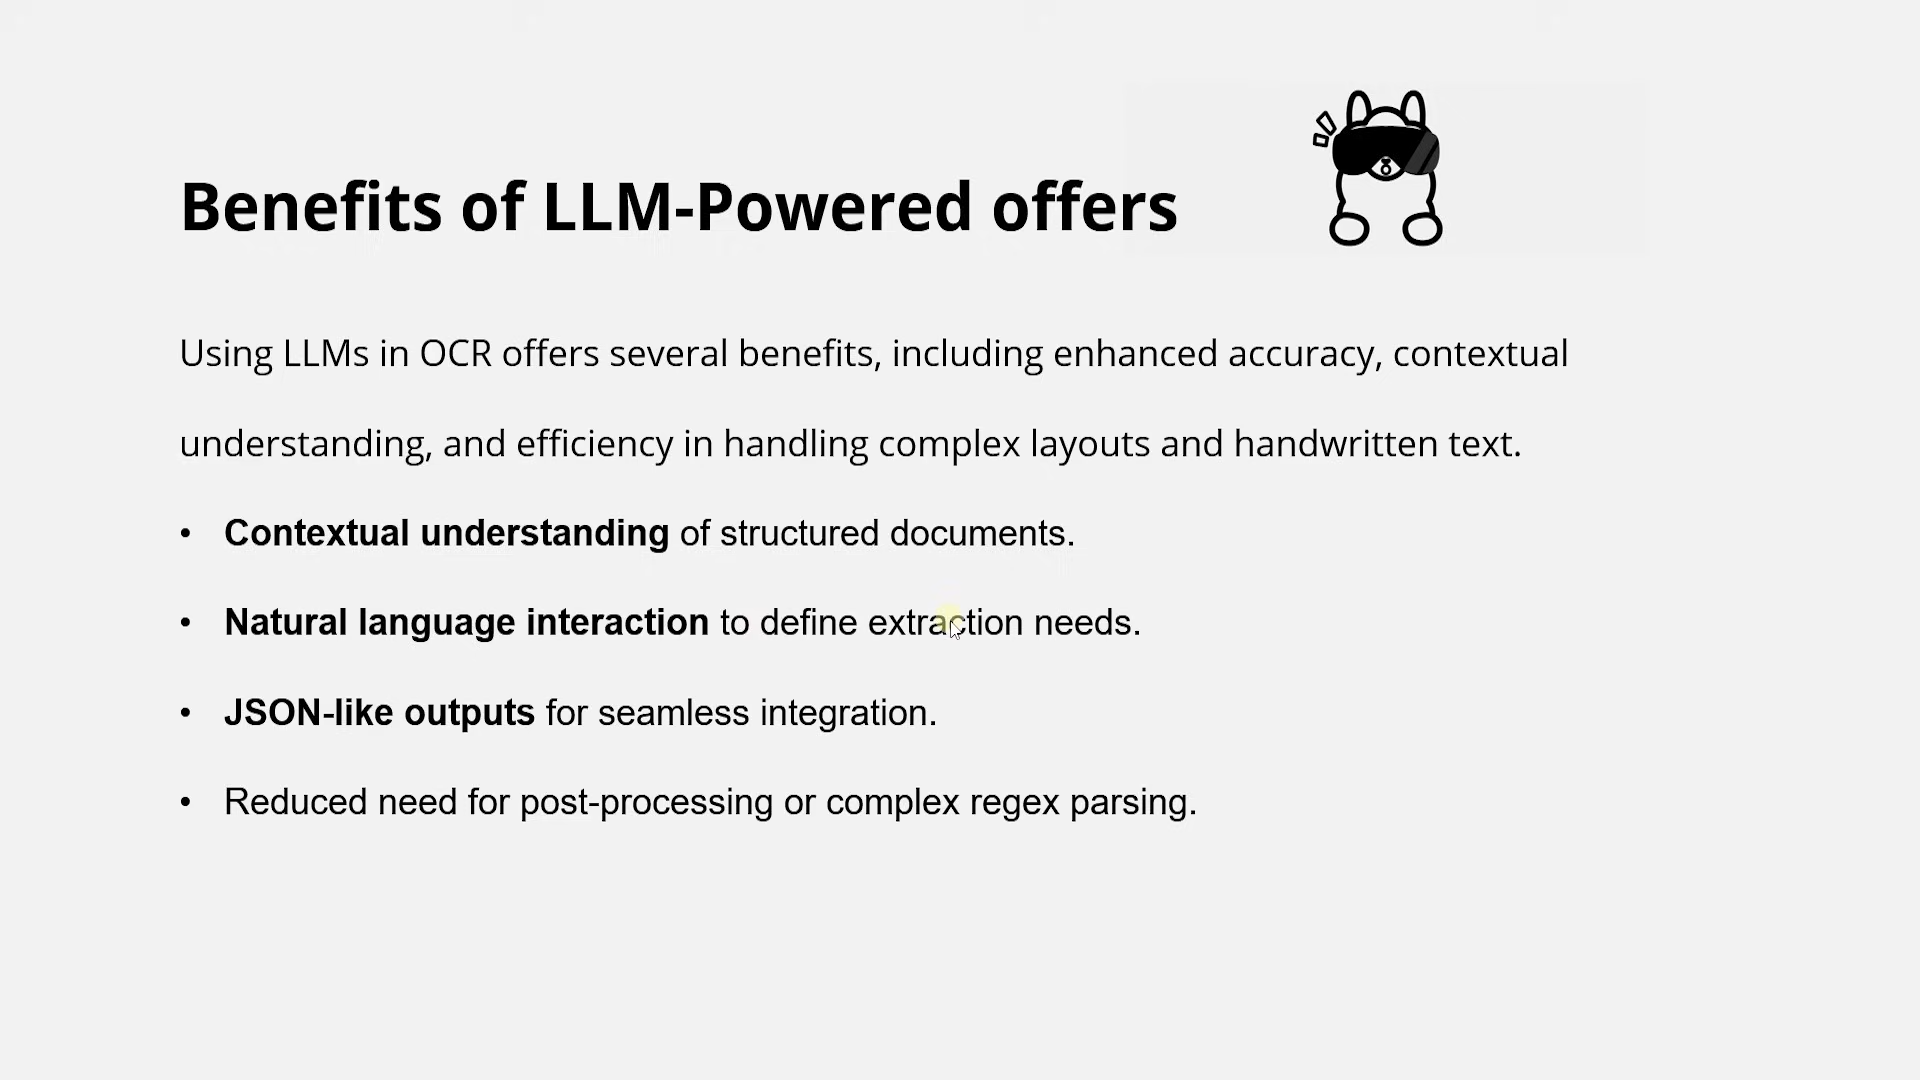 Benefits of LLM-Powered offers
Using LLMs in OCR offers several benefits, including enhanced accuracy, contextual
understanding, and efficiency in handling complex layouts and handwritten text.
• Contextual understanding of structured documents.
• Natural language interaction to define extraction needs.
• JSON-like outputs for seamless integration.
• Reduced need for post-processing or complex regex parsing.